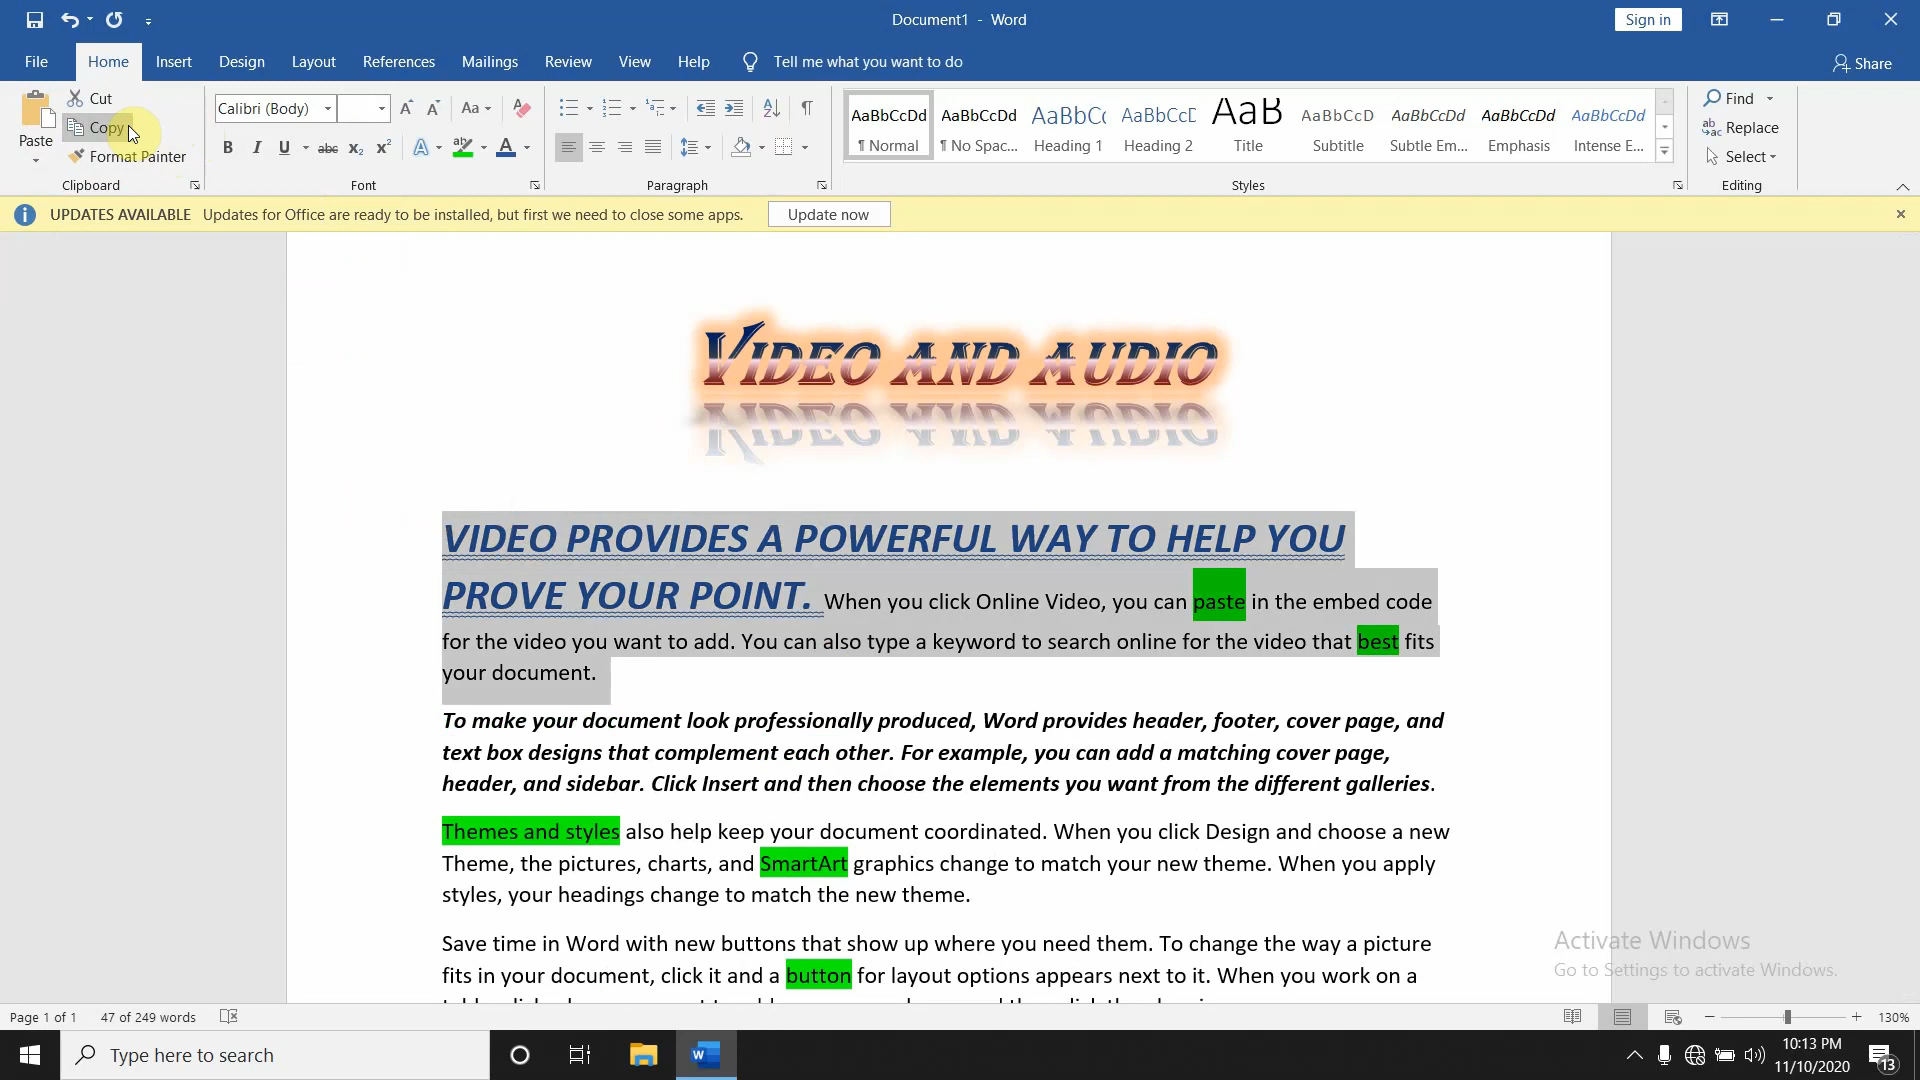 Document1 - Word
Sign in
File Home Insert Design Layout References Mailings Review View Help Tell me what you want to do
Share
Paste
Cut
Copy
Format Painter
Clipboard
Calibri (Body)
Aa
B I U abc x₂ x² A A
Font
Paragraph
AaBbCcDd AaBbCcDd AaBbCc AaBbCcE AaB AaBbCcD AaBbCcDd AaBbCcDd AaBbCcDd
¶ Normal ¶ No Spac... Heading 1 Heading 2 Title Subtitle Subtle Em... Emphasis Intense E...
Styles
Find
Replace
Select
Editing
UPDATES AVAILABLE Updates for Office are ready to be installed, but first we need to close some apps. Update now
Video and audio
VIDEO PROVIDES A POWERFUL WAY TO HELP YOU
PROVE YOUR POINT. When you click Online Video, you can paste in the embed code
for the video you want to add. You can also type a keyword to search online for the video that best fits
your document.
To make your document look professionally produced, Word provides header, footer, cover page, and
text box designs that complement each other. For example, you can add a matching cover page,
header, and sidebar. Click Insert and then choose the elements you want from the different galleries.
Themes and styles also help keep your document coordinated. When you click Design and choose a new
Theme, the pictures, charts, and SmartArt graphics change to match your new theme. When you apply
styles, your headings change to match the new theme.
Save time in Word with new buttons that show up where you need them. To change the way a picture
fits in your document, click it and a button for layout options appears next to it. When you work on a
Activate Windows
Go to Settings to activate Windows.
Page 1 of 1 47 of 249 words
130%
Type here to search
10:13 PM
11/10/2020
13